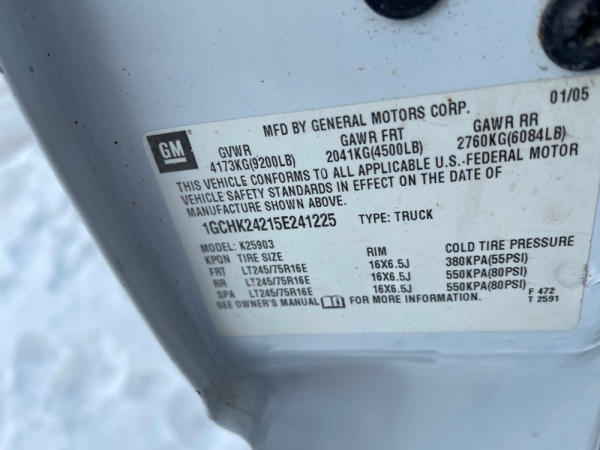 MFD BY GENERAL MOTORS CORP. 01/05
GM GVWR GAWR FRT GAWR RR
4173KG(9200LB) 2041KG(4500LB) 2760KG(6084LB)
THIS VEHICLE CONFORMS TO ALL APPLICABLE U.S. FEDERAL MOTOR
VEHICLE SAFETY STANDARDS IN EFFECT ON THE DATE OF
MANUFACTURE SHOWN ABOVE.
1GCHK24215E241225 TYPE: TRUCK
MODEL: K25903
KPON TIRE SIZE RIM COLD TIRE PRESSURE
FRT LT245/75R16E 16X6.5J 380KPA(55PSI)
RR LT245/75R16E 16X6.5J 550KPA(80PSI)
SPA LT245/75R16E 16X6.5J 550KPA(80PSI)
SEE OWNER'S MANUAL FOR MORE INFORMATION.
F 472
T 2591